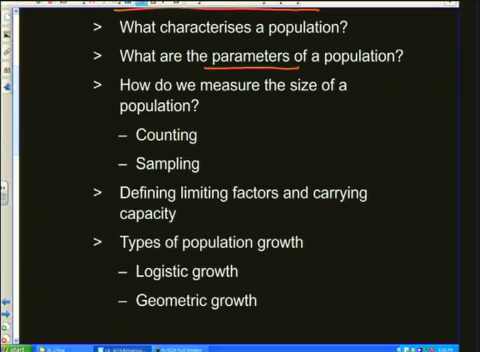 > What characterises a population?
> What are the parameters of a population?
> How do we measure the size of a
population?
– Counting
– Sampling
> Defining limiting factors and carrying
capacity
> Types of population growth
– Logistic growth
– Geometric growth
start